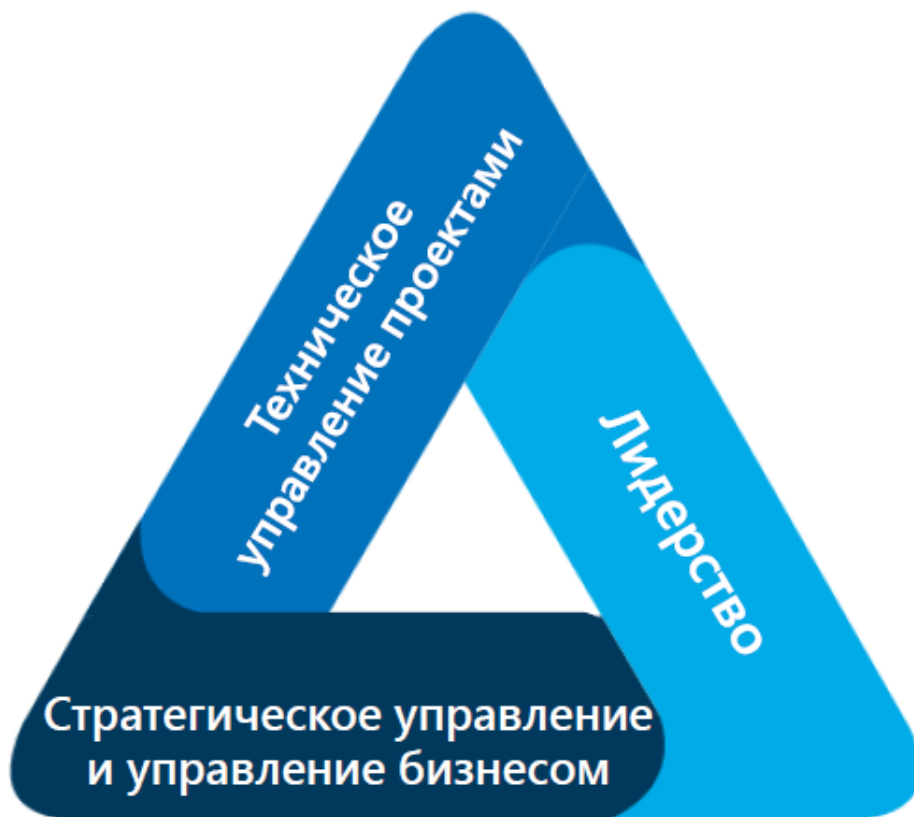 Техническое
управление проектами
Лидерство
Стратегическое управление
и управление бизнесом